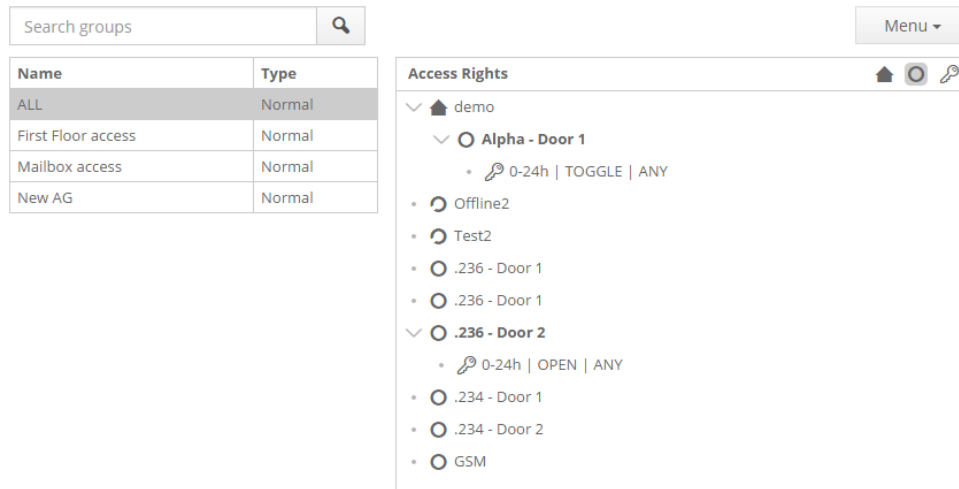 Search groups
Menu
Name Type
ALL Normal
First Floor access Normal
Mailbox access Normal
New AG Normal
Access Rights
demo
Alpha - Door 1
0-24h | TOGGLE | ANY
Offline2
Test2
.236 - Door 1
.236 - Door 1
.236 - Door 2
0-24h | OPEN | ANY
.234 - Door 1
.234 - Door 2
GSM